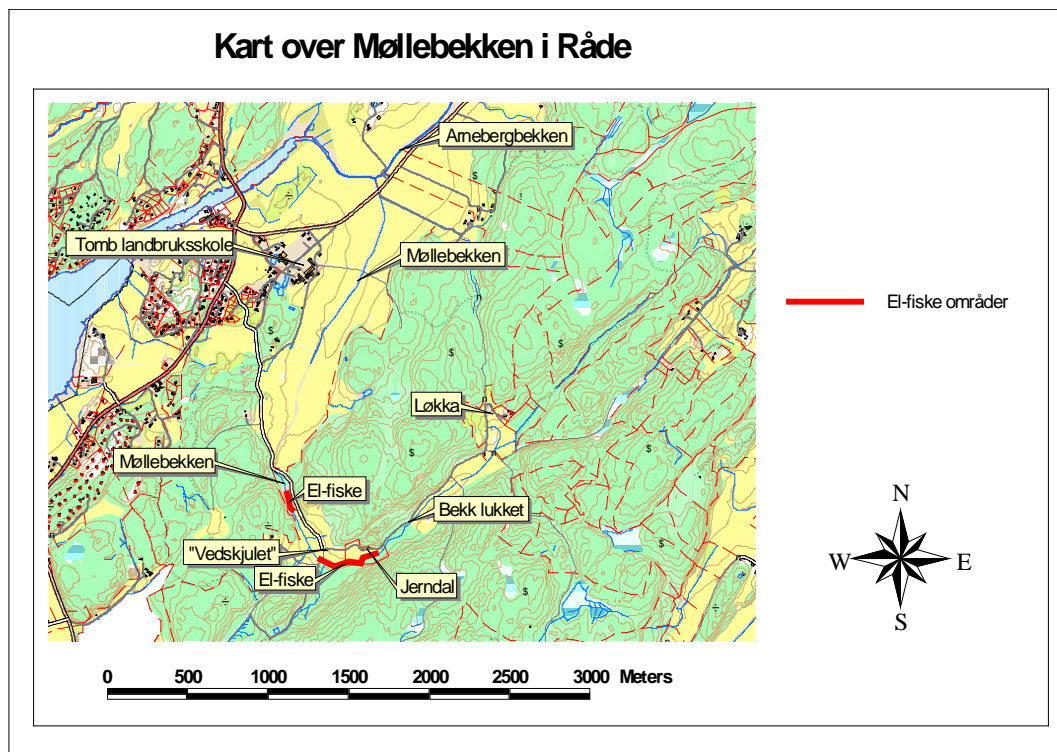 Kart over Møllebekken i Råde
Arnebergbekken
Tomb landbruksskole
Møllebekken
El-fiske områder
Løkka
Møllebekken
El-fiske
Bekk lukket
"Vedskjulet"
El-fiske
Jerndal
N
W
E
S
0 500 1000 1500 2000 2500 3000 Meters